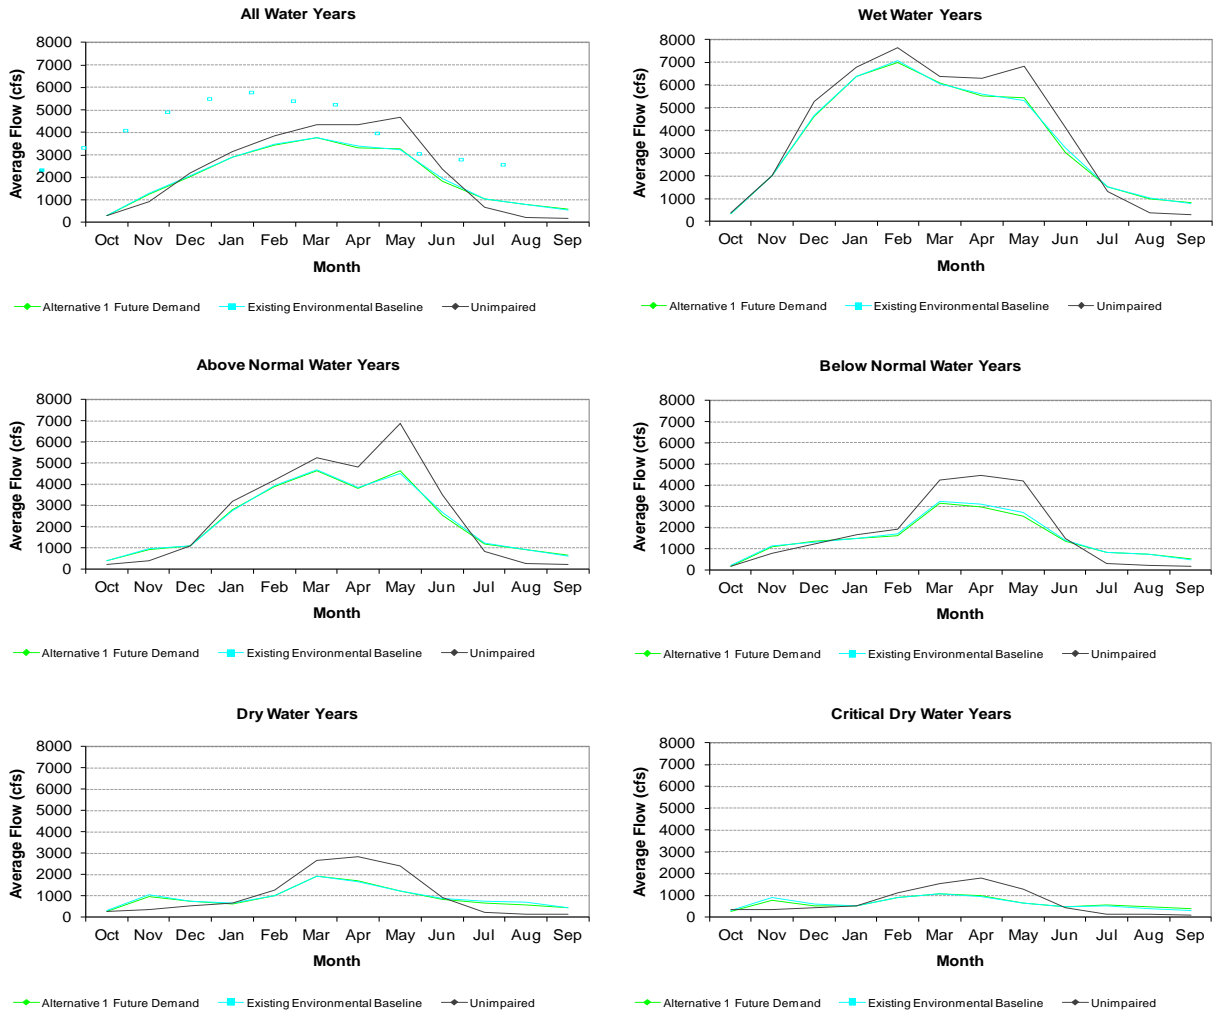 All Water Years
Average Flow (cfs)
8000
7000
6000
5000
4000
3000
2000
1000
0
Oct Nov Dec Jan Feb Mar Apr May Jun Jul Aug Sep
Month
Alternative 1 Future Demand Existing Environmental Baseline Unimpaired
Wet Water Years
Average Flow (cfs)
8000
7000
6000
5000
4000
3000
2000
1000
0
Oct Nov Dec Jan Feb Mar Apr May Jun Jul Aug Sep
Month
Alternative 1 Future Demand Existing Environmental Baseline Unimpaired
Above Normal Water Years
Average Flow (cfs)
8000
7000
6000
5000
4000
3000
2000
1000
0
Oct Nov Dec Jan Feb Mar Apr May Jun Jul Aug Sep
Month
Alternative 1 Future Demand Existing Environmental Baseline Unimpaired
Below Normal Water Years
Average Flow (cfs)
8000
7000
6000
5000
4000
3000
2000
1000
0
Oct Nov Dec Jan Feb Mar Apr May Jun Jul Aug Sep
Month
Alternative 1 Future Demand Existing Environmental Baseline Unimpaired
Dry Water Years
Average Flow (cfs)
8000
7000
6000
5000
4000
3000
2000
1000
0
Oct Nov Dec Jan Feb Mar Apr May Jun Jul Aug Sep
Month
Alternative 1 Future Demand Existing Environmental Baseline Unimpaired
Critical Dry Water Years
Average Flow (cfs)
8000
7000
6000
5000
4000
3000
2000
1000
0
Oct Nov Dec Jan Feb Mar Apr May Jun Jul Aug Sep
Month
Alternative 1 Future Demand Existing Environmental Baseline Unimpaired